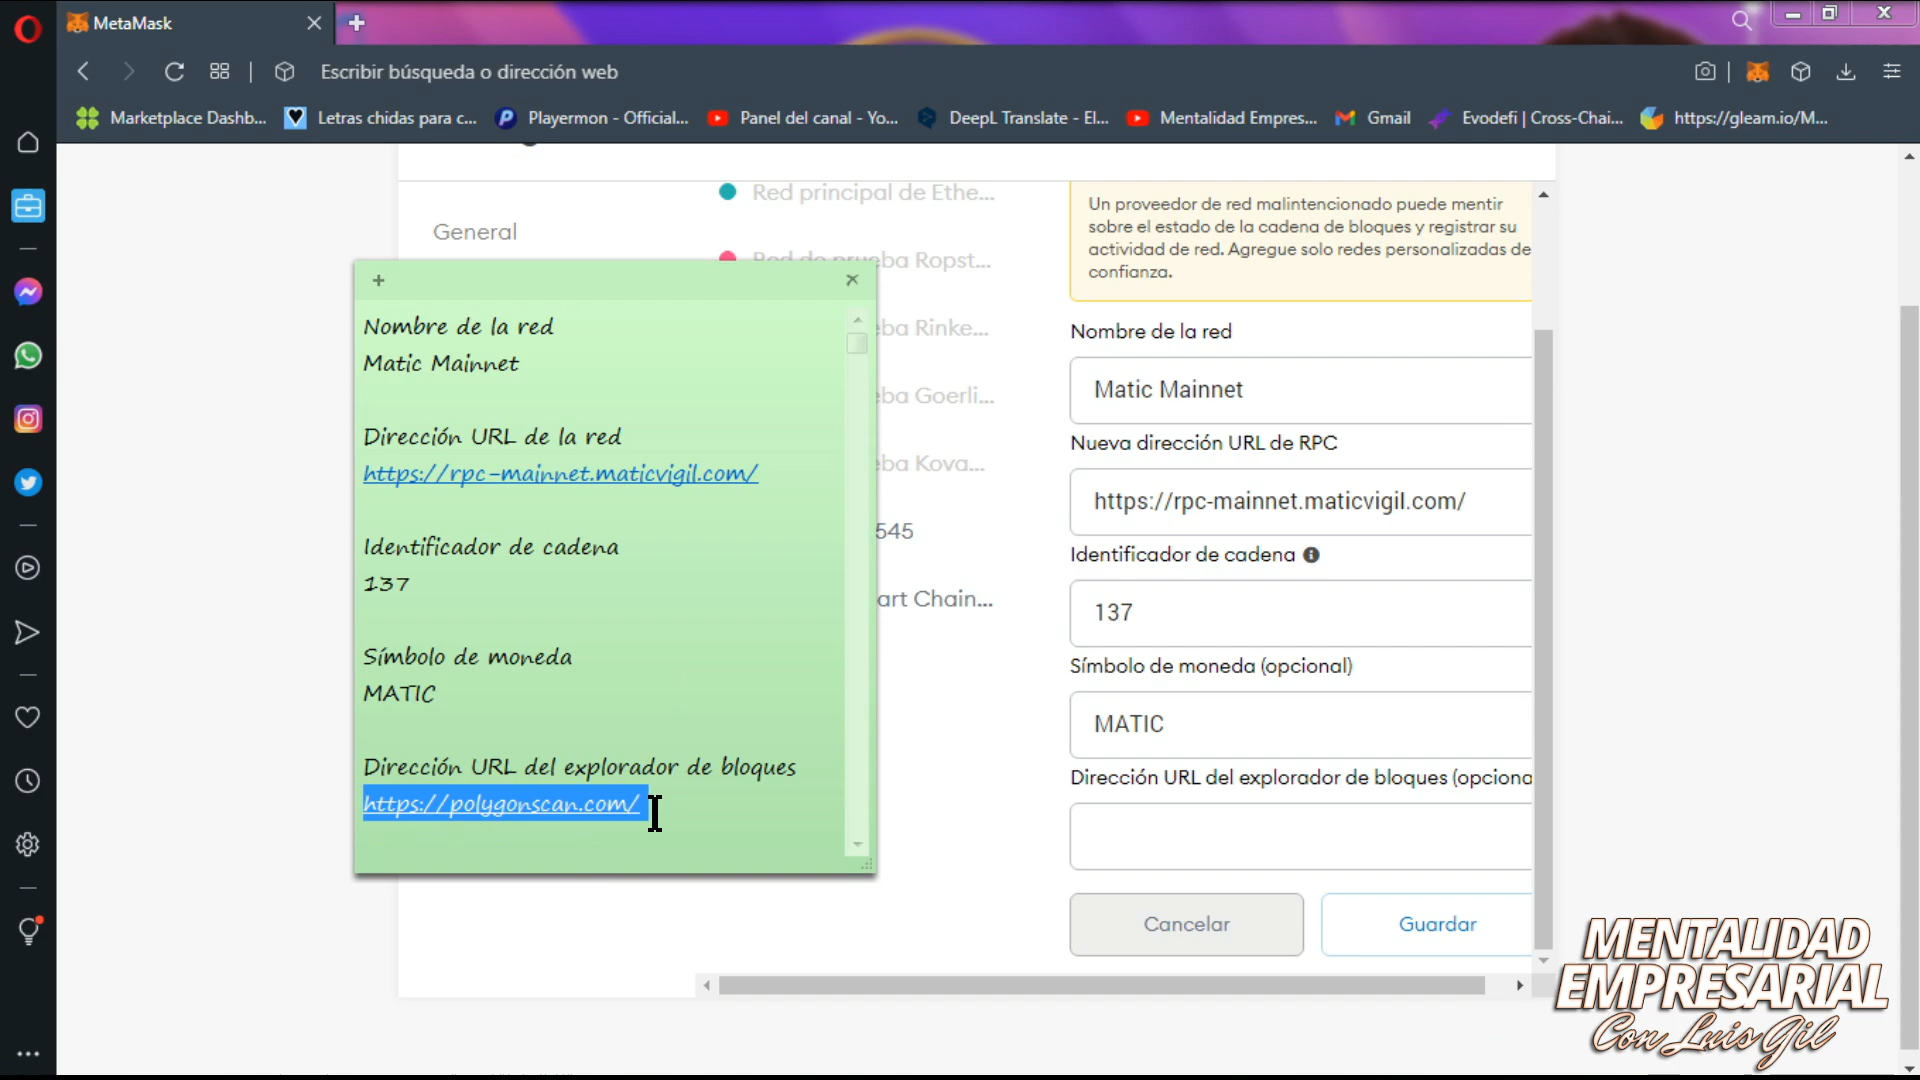 MetaMask
Escribir búsqueda o dirección web
Marketplace Dashb...
Letras chidas para c...
Playermon - Official...
Panel del canal - Yo...
DeepL Translate - El...
Mentalidad Empres...
Gmail
Evodefi | Cross-Chai...
https://gleam.io/M...
General
Red principal de Ethe...
Red de prueba Ropst...
eba Rinke...
eba Goerli...
eba Kova...
545
art Chain...
Nombre de la red
Matic Mainnet
Dirección URL de la red
https://rpc-mainnet.maticvigil.com/
Identificador de cadena
137
Símbolo de moneda
MATIC
Dirección URL del explorador de bloques
https://polygonscan.com/
Un proveedor de red malintencionado puede mentir
sobre el estado de la cadena de bloques y registrar su
actividad de red. Agregue solo redes personalizadas de
confianza.
Nombre de la red
Matic Mainnet
Nueva dirección URL de RPC
https://rpc-mainnet.maticvigil.com/
Identificador de cadena
137
Símbolo de moneda (opcional)
MATIC
Dirección URL del explorador de bloques (opciona
Cancelar
Guardar
MENTALIDAD
EMPRESARIAL
Con Luis Gil